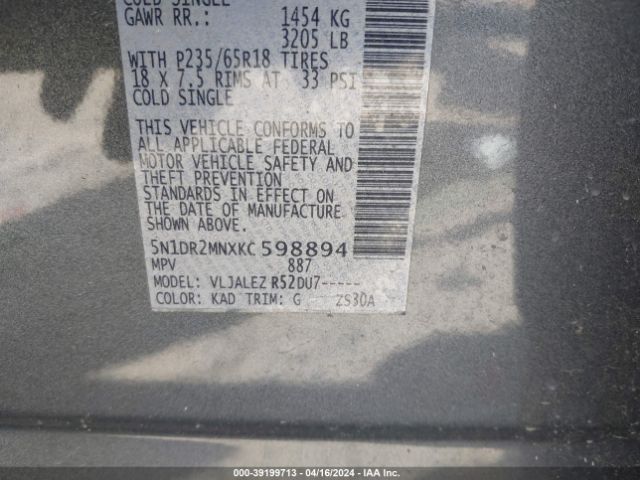 COLD SINGLE
GAWR RR.: 1454 KG
3205 LB
WITH P235/65R18 TIRES
18 X 7.5 RIMS AT 33 PSI
COLD SINGLE
THIS VEHICLE CONFORMS TO
ALL APPLICABLE FEDERAL
MOTOR VEHICLE SAFETY AND
THEFT PREVENTION
STANDARDS IN EFFECT ON
THE DATE OF MANUFACTURE
SHOWN ABOVE.
5N1DR2MNXKC598894
MPV 887
MODEL: VLJALEZ R52DU7-----
COLOR: KAD TRIM: G ZS30A
000-39199713 - 04/16/2024 - IAA Inc.